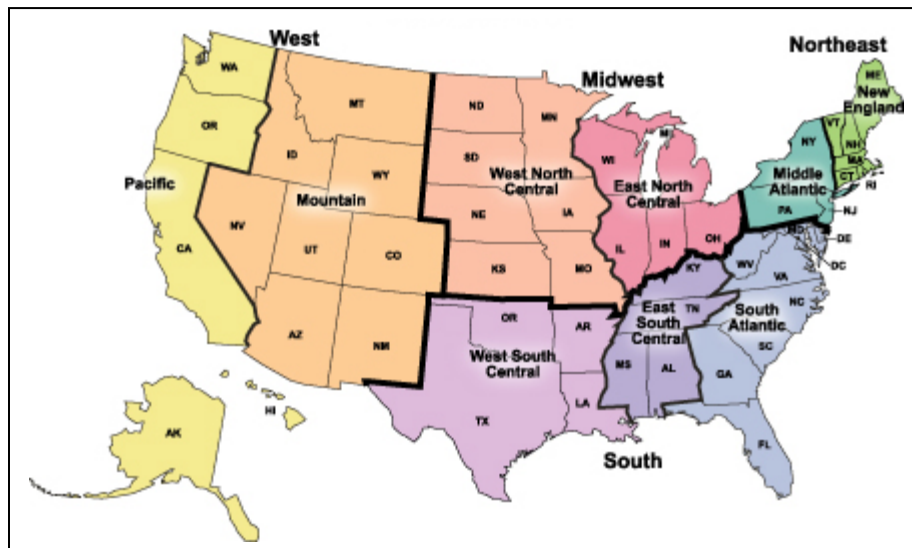 West
Northeast
Midwest
WA
MT
ND
MN
ME
New
England
VT
NH
NY
MA
CT
RI
MI
OR
ID
SD
WI
WY
West North
Central
East North
Central
Middle
Atlantic
PA
NJ
Pacific
Mountain
NE
IA
NV
IL
IN
OH
MD
DE
DC
CA
UT
CO
KS
MO
KY
WV
VA
AZ
NM
OR
AR
TN
NC
East
South
Central
South
Atlantic
SC
West South
Central
MS
AL
GA
TX
LA
HI
AK
FL
South